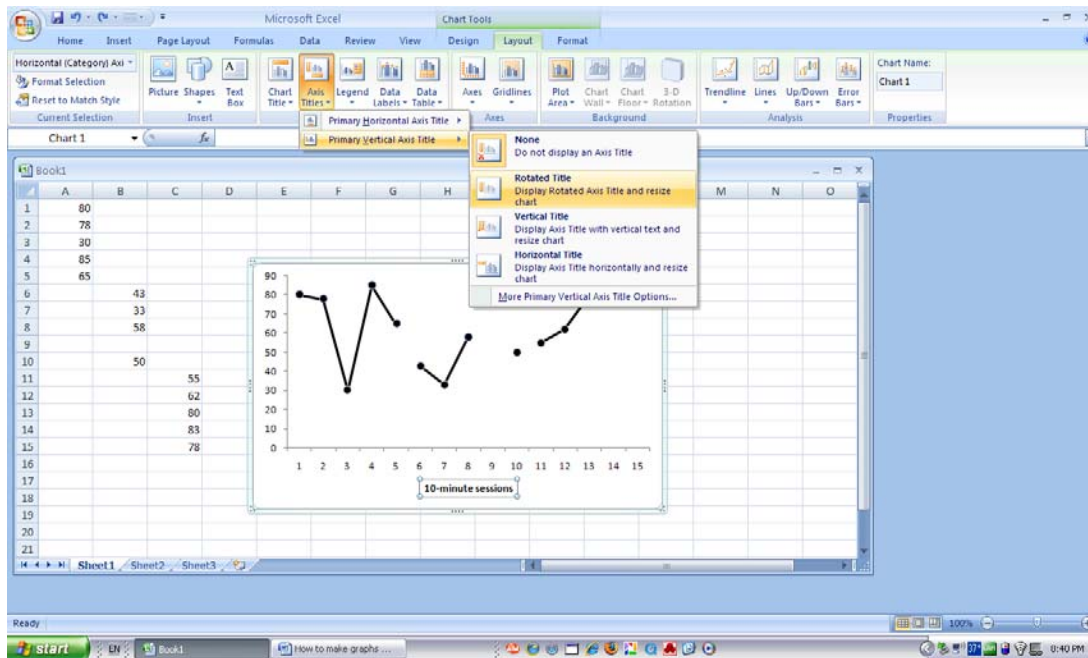 Microsoft Excel
Chart Tools
Home Insert Page Layout Formulas Data Review View Design Layout Format
Horizontal (Category) Axi
Format Selection
Reset to Match Style
Current Selection
Picture Shapes Text Box
Insert
Chart Title Axis Titles Legend Data Labels Data Table
Axes Gridlines
Axes
Plot Area Chart Wall Chart Floor 3-D Rotation
Background
Trendline Lines Up/Down Bars Error Bars
Analysis
Chart Name:
Chart 1
Properties
Primary Horizontal Axis Title
Primary Vertical Axis Title
None
Do not display an Axis Title
Rotated Title
Display Rotated Axis Title and resize
chart
Vertical Title
Display Axis Title with vertical text and
resize chart
Horizontal Title
Display Axis Title horizontally and resize
chart
More Primary Vertical Axis Title Options...
Chart 1 fx
Book1
A B C D E F G H M N O
1 80
2 78
3 30
4 85
5 65
6 43
7 33
8 58
9
10 50
11 55
12 62
13 80
14 83
15 78
16
17
18
19
20
21
90
80
70
60
50
40
30
20
10
0
1 2 3 4 5 6 7 8 9 10 11 12 13 14 15
10-minute sessions
Sheet1 Sheet2 Sheet3
Ready
100%
start EN Book1 How to make graphs ... 37° 8:40 PM